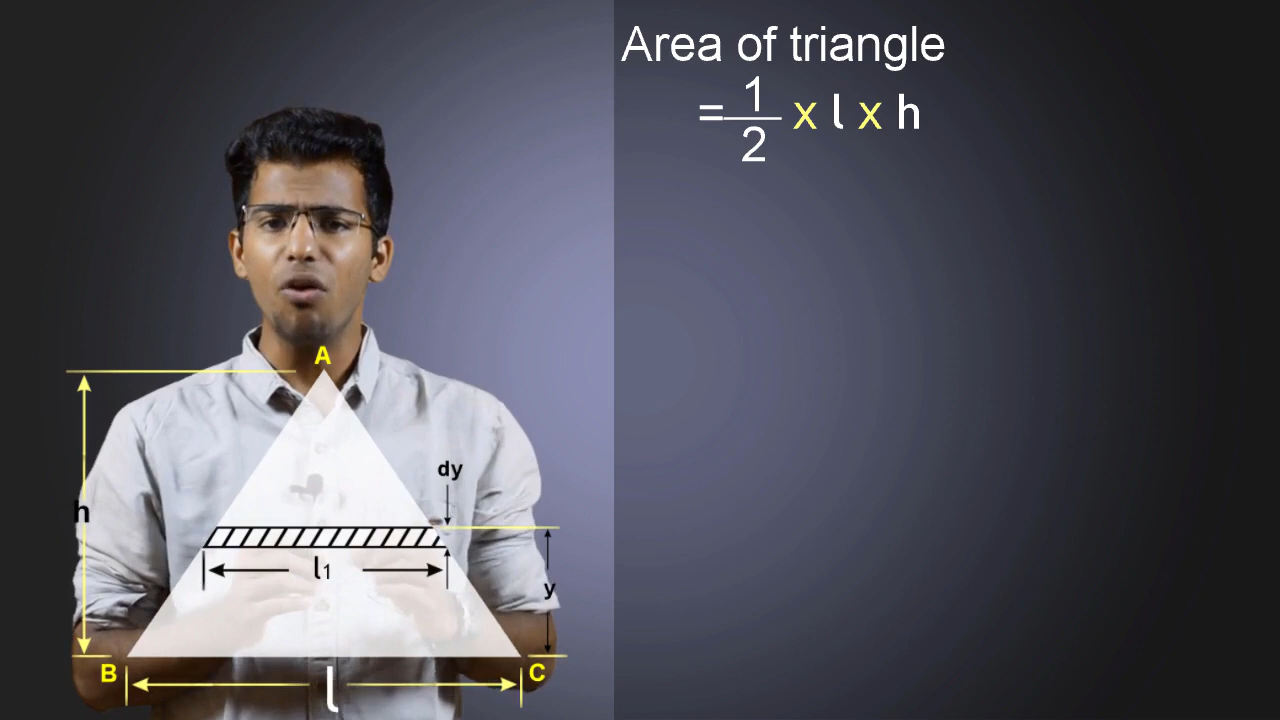 Area of triangle
= 1/2 x l x h
A
h
dy
l₁
y
B
C
l